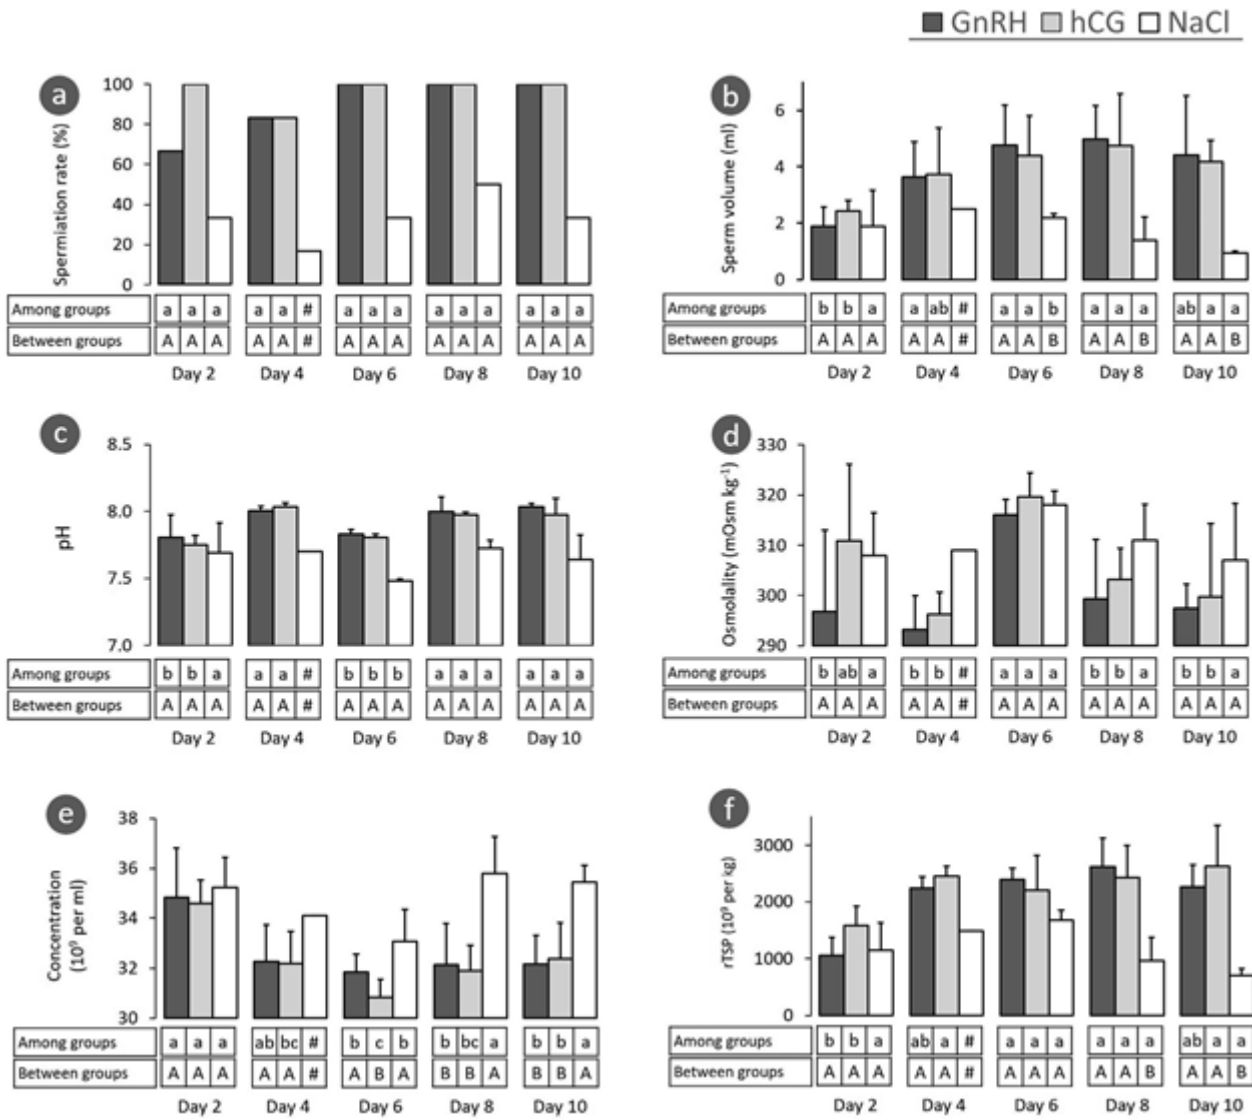 GnRH hCG NaCl
a
Spermiation rate (%)
100
80
60
40
20
0
Among groups a a a a a # a a a a a a a a a
Between groups A A A A A # A A A A A A A A A
Day 2 Day 4 Day 6 Day 8 Day 10
b
Sperm volume (ml)
6
4
2
0
Among groups b b a a ab # a a b a a a ab a a
Between groups A A A A A # A A B A A B A A B
Day 2 Day 4 Day 6 Day 8 Day 10
c
pH
8.5
8.0
7.5
7.0
Among groups b b a a a # b b b a a a a a a
Between groups A A A A A # A A A A A A A A A
Day 2 Day 4 Day 6 Day 8 Day 10
d
Osmolality (mOsm kg⁻¹)
330
320
310
300
290
Among groups b ab a b b # a a a b b a b b a
Between groups A A A A A # A A A A A A A A A
Day 2 Day 4 Day 6 Day 8 Day 10
e
Concentration
(10⁹ per ml)
38
36
34
32
30
Among groups a a a ab bc # b c b b bc a b b a
Between groups A A A A A # A B A B B A B B A
Day 2 Day 4 Day 6 Day 8 Day 10
f
rTSP (10⁹ per kg)
3000
2000
1000
0
Among groups b b a ab a # a a a a a a ab a a
Between groups A A A A A # A A A A A B A A B
Day 2 Day 4 Day 6 Day 8 Day 10